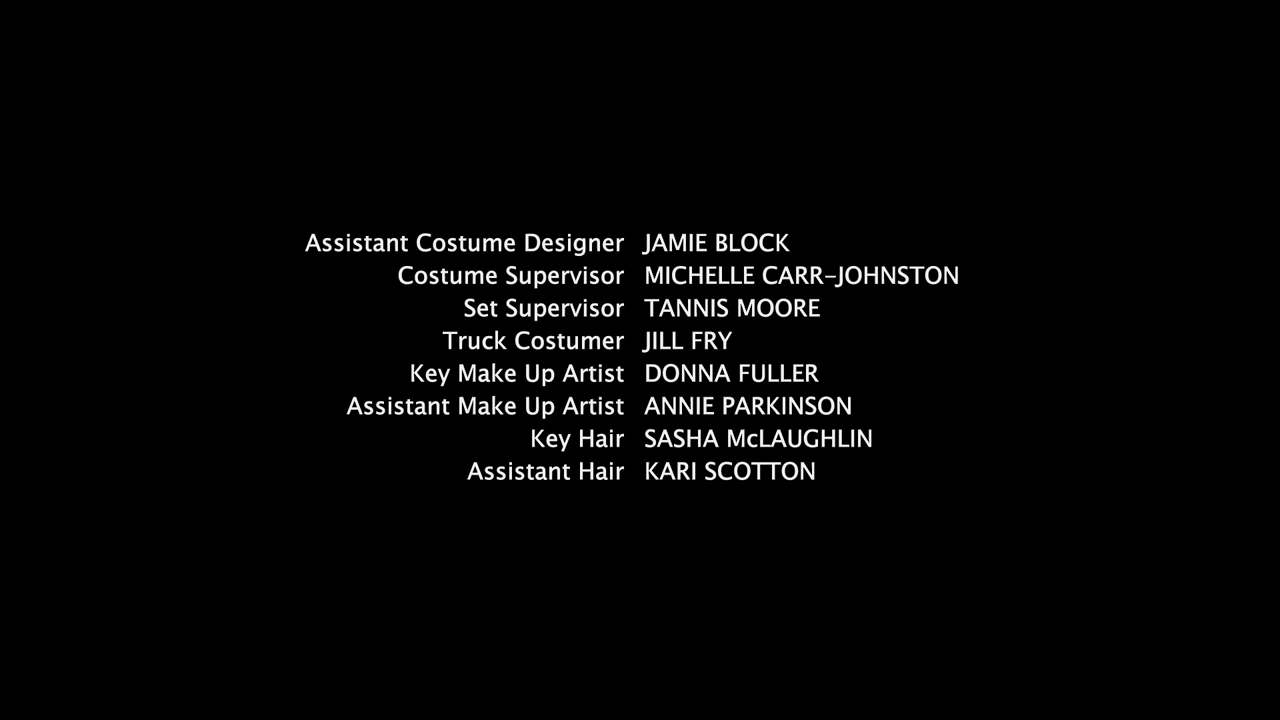 Assistant Costume Designer JAMIE BLOCK
Costume Supervisor MICHELLE CARR-JOHNSTON
Set Supervisor TANNIS MOORE
Truck Costumer JILL FRY
Key Make Up Artist DONNA FULLER
Assistant Make Up Artist ANNIE PARKINSON
Key Hair SASHA McLAUGHLIN
Assistant Hair KARI SCOTTON